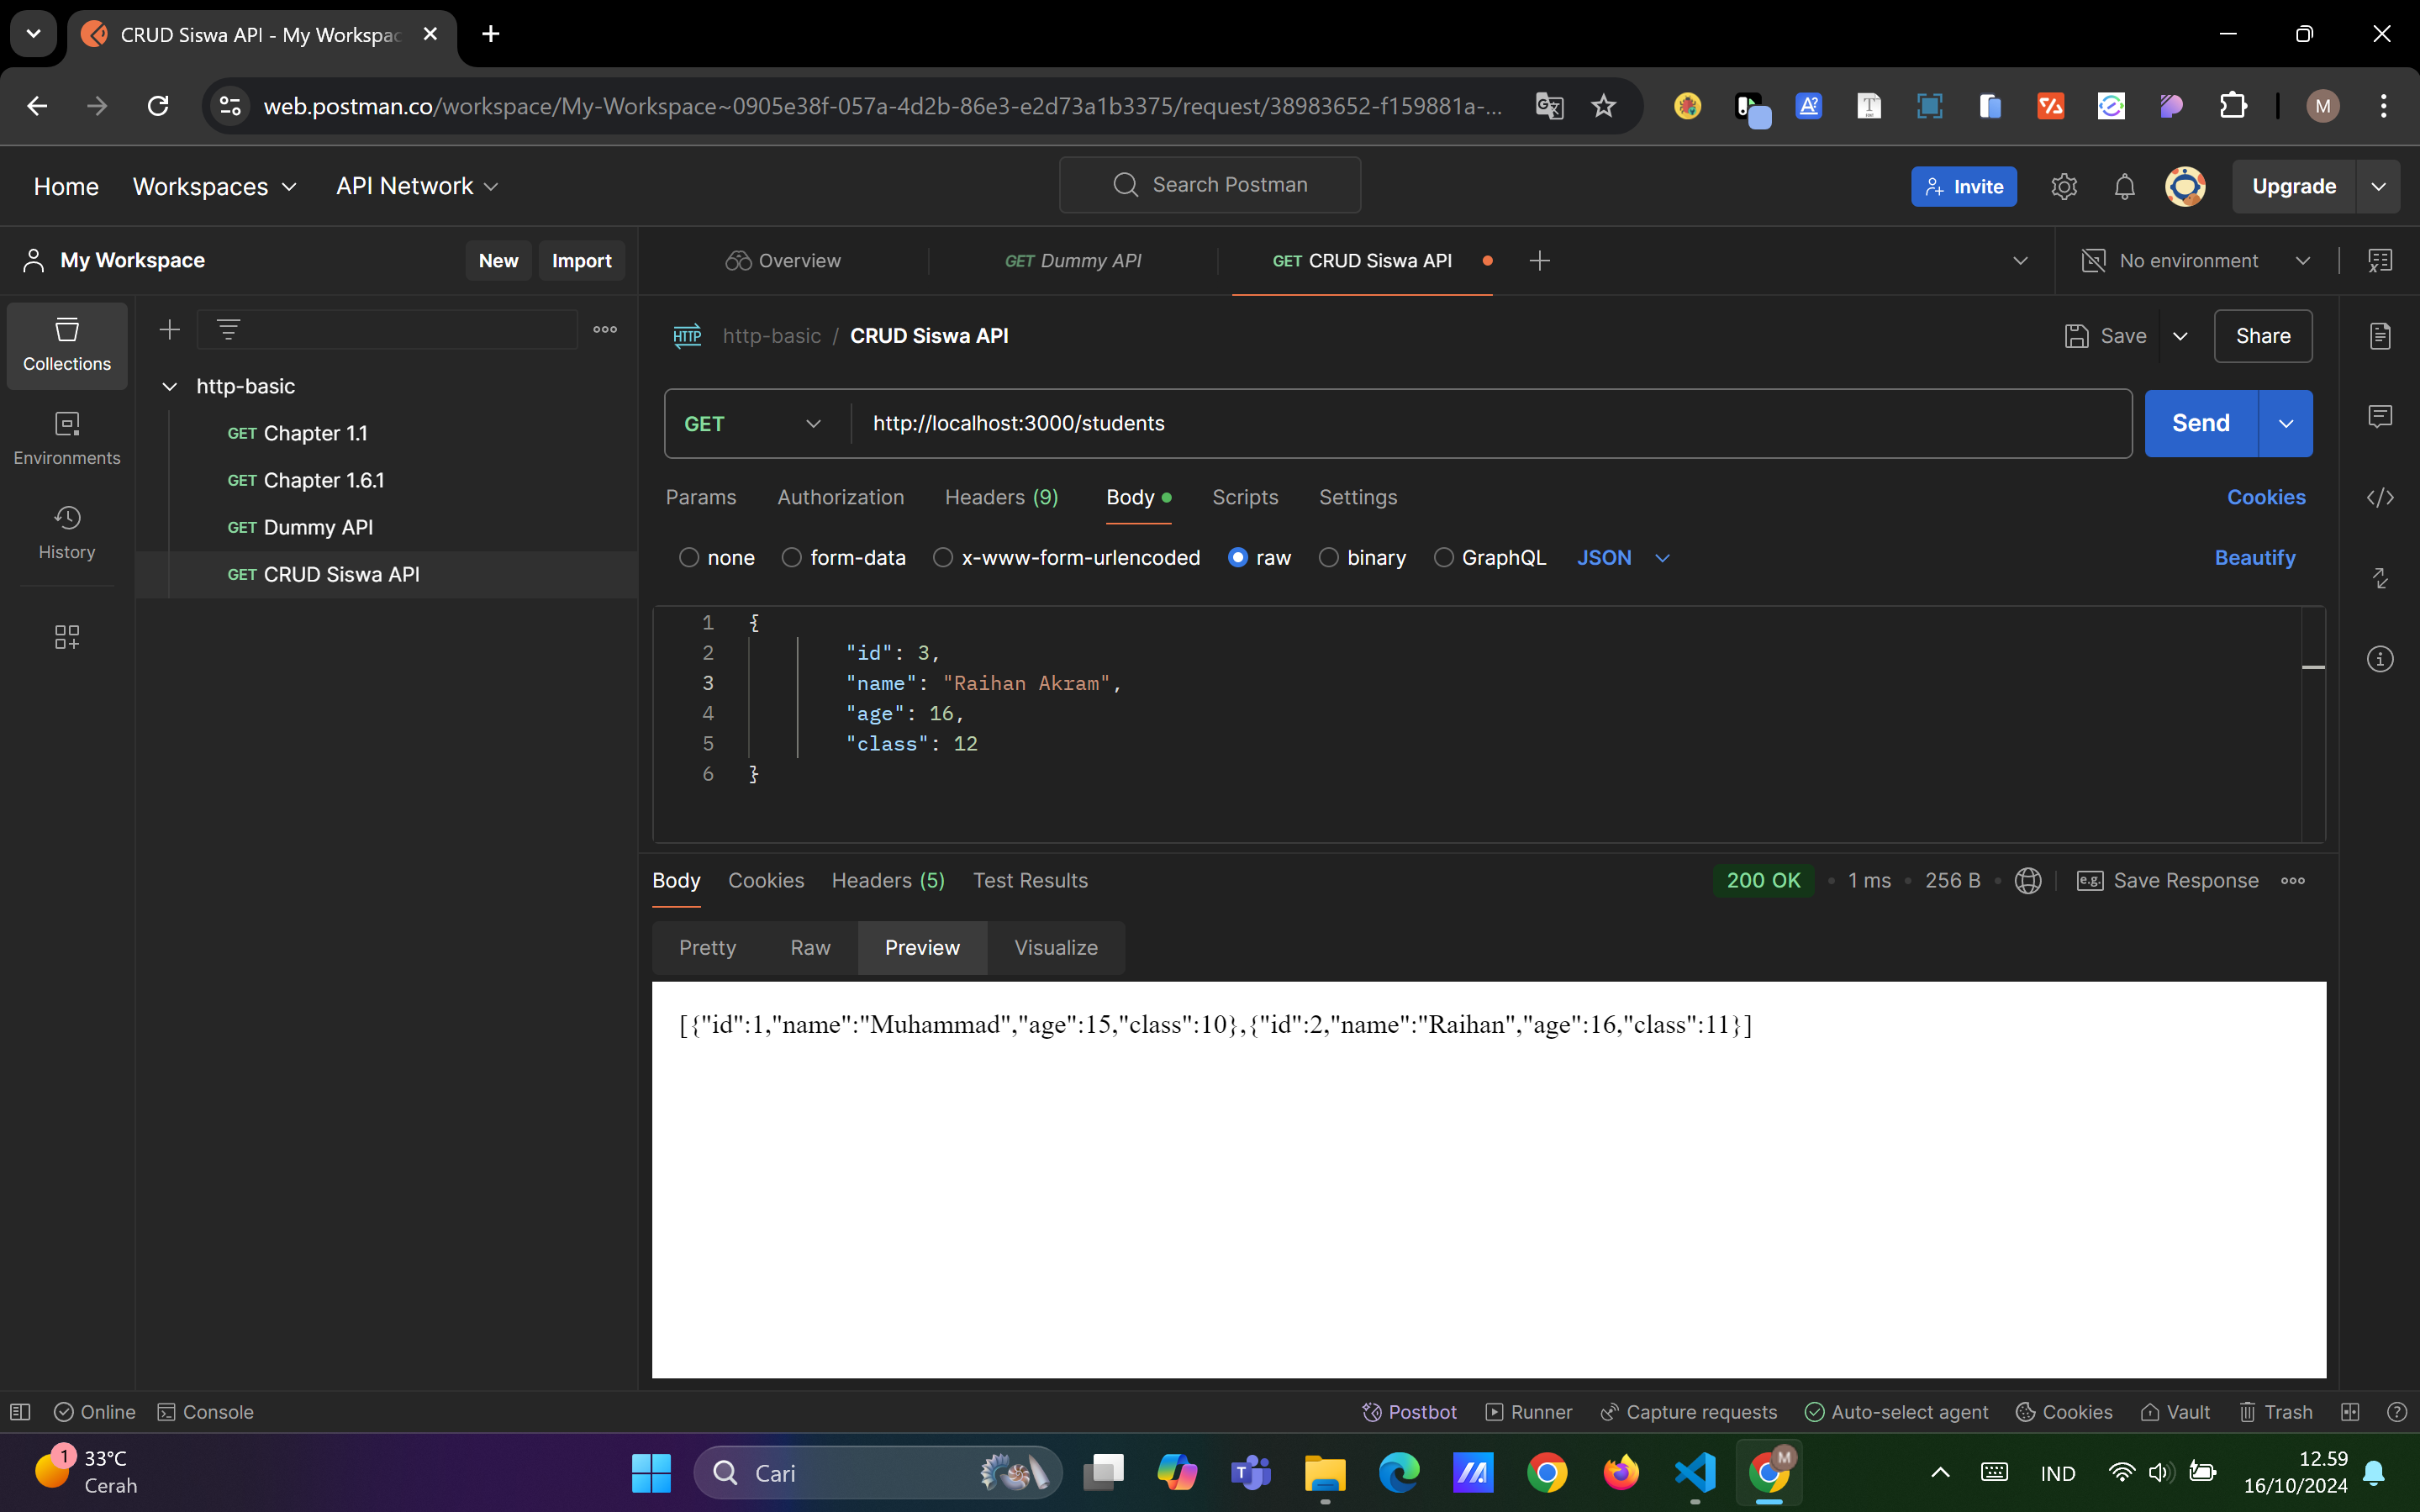 CRUD Siswa API - My Workspac
web.postman.co/workspace/My-Workspace~0905e38f-057a-4d2b-86e3-e2d73a1b3375/request/38983652-f159881a-...
M
Home
Workspaces
API Network
Search Postman
Invite
Upgrade
My Workspace
New
Import
Overview
GET Dummy API
GET CRUD Siswa API
No environment
Collections
Environments
History
http-basic
GET Chapter 1.1
GET Chapter 1.6.1
GET Dummy API
GET CRUD Siswa API
HTTP http-basic / CRUD Siswa API
Save
Share
GET
http://localhost:3000/students
Send
Params
Authorization
Headers (9)
Body
Scripts
Settings
Cookies
none
form-data
x-www-form-urlencoded
raw
binary
GraphQL
JSON
Beautify
1 {
2 "id": 3,
3 "name": "Raihan Akram",
4 "age": 16,
5 "class": 12
6 }
Body
Cookies
Headers (5)
Test Results
200 OK
1 ms
256 B
e.g. Save Response
Pretty
Raw
Preview
Visualize
[{"id":1,"name":"Muhammad","age":15,"class":10},{"id":2,"name":"Raihan","age":16,"class":11}]
Online
Console
Postbot
Runner
Capture requests
Auto-select agent
Cookies
Vault
Trash
1
33°C
Cerah
Cari
M
IND
12.59
16/10/2024